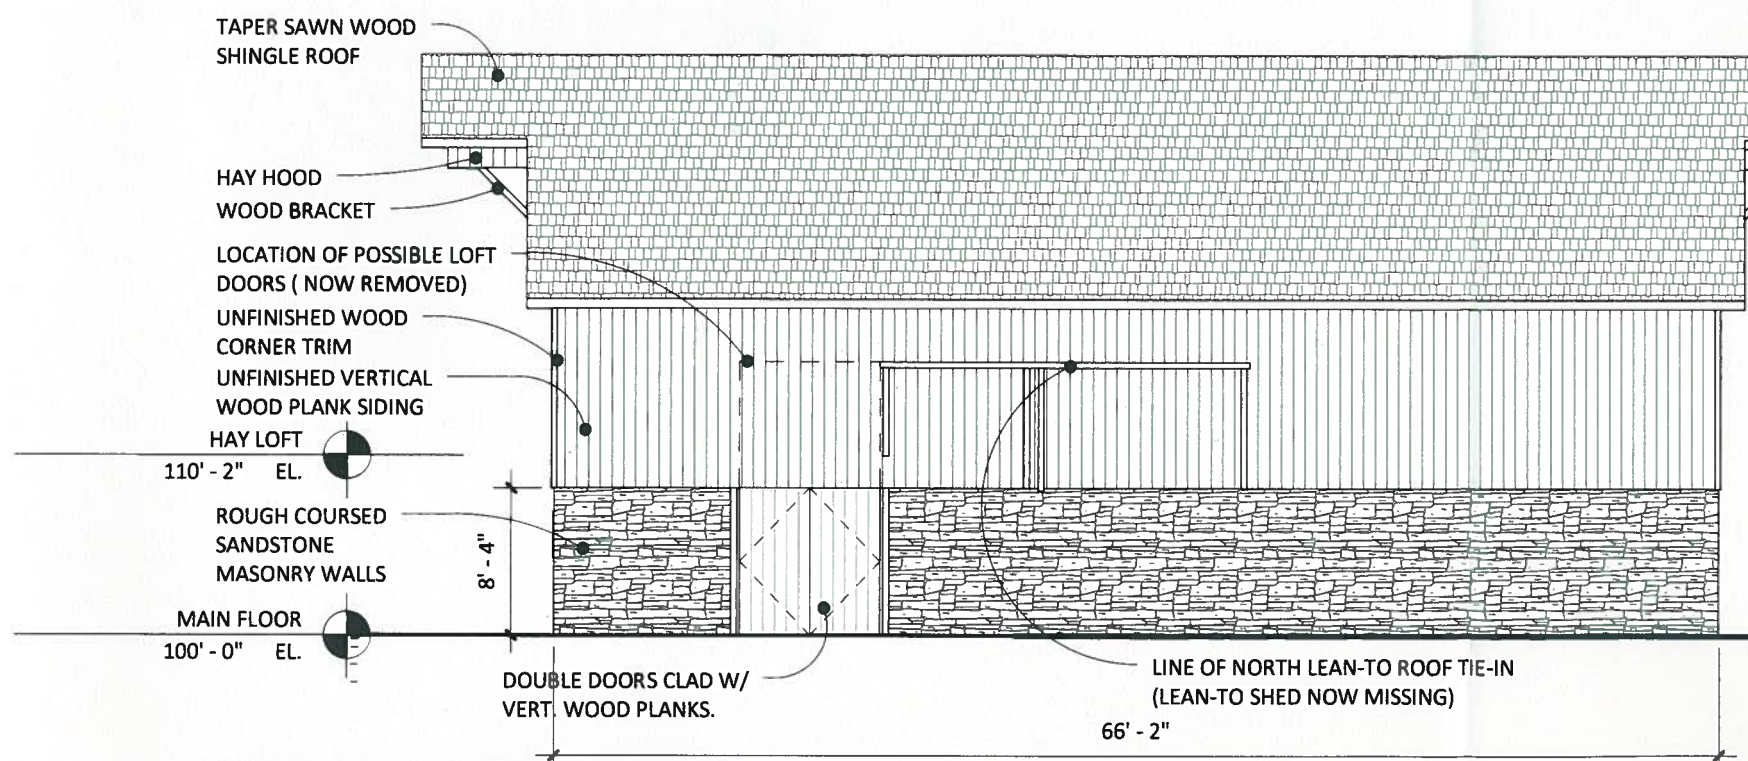 TAPER SAWN WOOD
SHINGLE ROOF
HAY HOOD
WOOD BRACKET
LOCATION OF POSSIBLE LOFT
DOORS ( NOW REMOVED)
UNFINISHED WOOD
CORNER TRIM
UNFINISHED VERTICAL
WOOD PLANK SIDING
HAY LOFT
110' - 2" EL.
ROUGH COURSED
SANDSTONE
MASONRY WALLS
8' - 4"
MAIN FLOOR
100' - 0" EL.
DOUBLE DOORS CLAD W/
VERT. WOOD PLANKS.
LINE OF NORTH LEAN-TO ROOF TIE-IN
(LEAN-TO SHED NOW MISSING)
66' - 2"